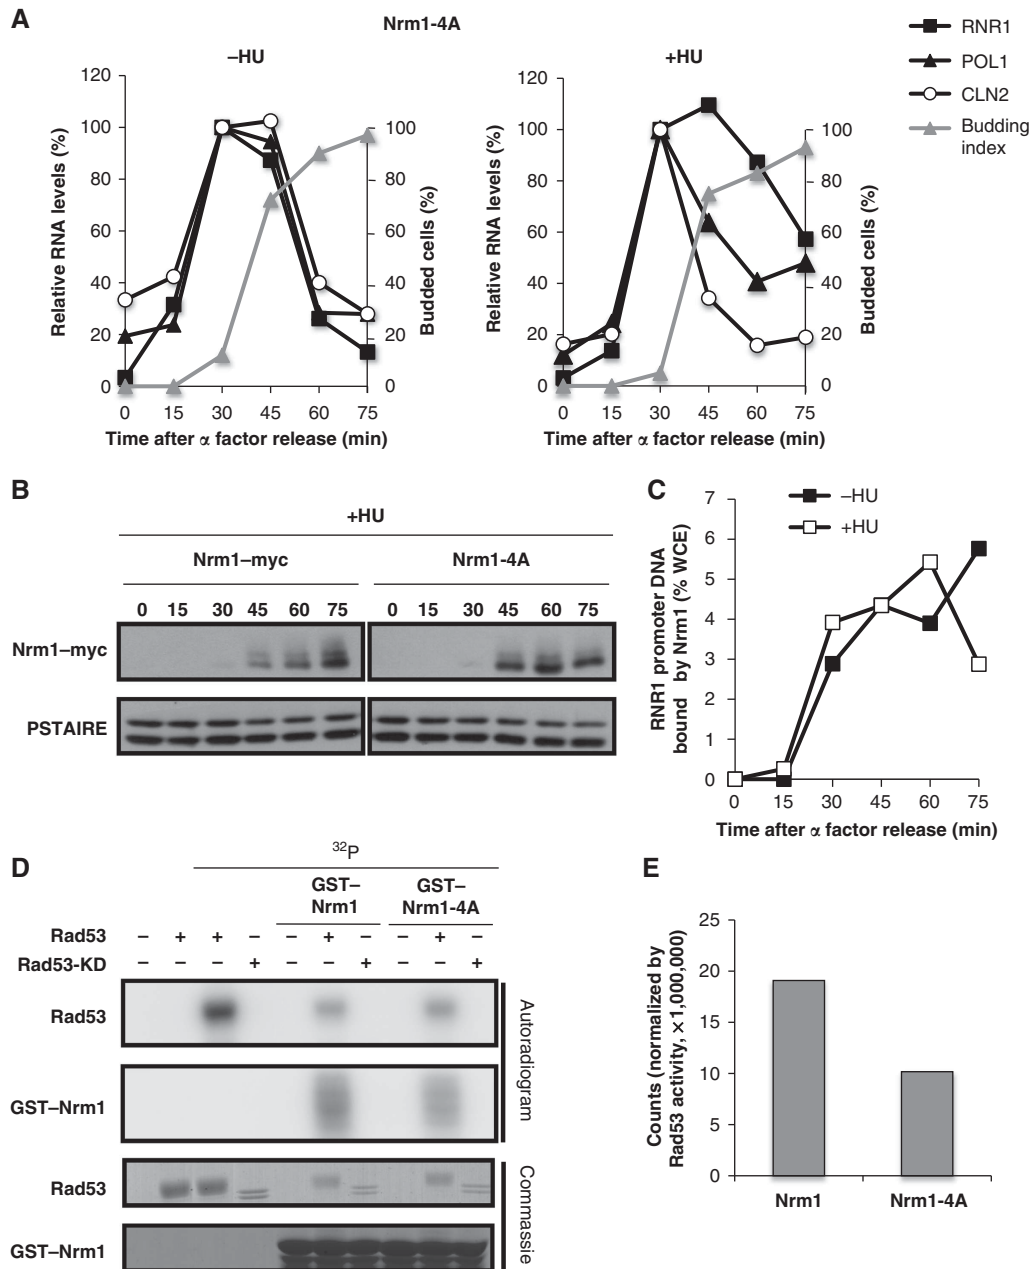 A
Nrm1-4A
–HU
+HU
RNR1
POL1
CLN2
Budding
index
Relative RNA levels (%)
120
100
80
60
40
20
0
100
80
60
40
20
0
Budded cells (%)
0 15 30 45 60 75
Time after α factor release (min)
Relative RNA levels (%)
120
100
80
60
40
20
0
100
80
60
40
20
0
Budded cells (%)
0 15 30 45 60 75
Time after α factor release (min)
B
+HU
Nrm1–myc
Nrm1-4A
0 15 30 45 60 75 0 15 30 45 60 75
Nrm1–myc
PSTAIRE
C
–HU
+HU
RNR1 promoter DNA
bound by Nrm1 (% WCE)
7
6
5
4
3
2
1
0
0 15 30 45 60 75
Time after α factor release (min)
D
32P
GST–
Nrm1
GST–
Nrm1-4A
Rad53 – + + – – + – – + –
Rad53-KD – – – + – – + – – +
Rad53
GST–Nrm1
Autoradiogram
Rad53
GST–Nrm1
Commassie
E
Counts (normalized by
Rad53 activity, ×1,000,000)
25
20
15
10
5
0
Nrm1 Nrm1-4A